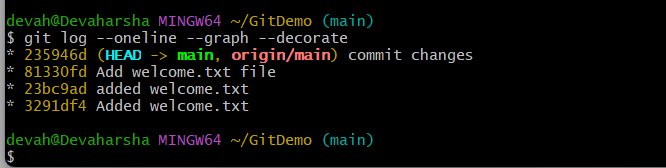 devah@Devaharsha MINGW64 ~/GitDemo (main)
$ git log --oneline --graph --decorate
* 235946d (HEAD -> main, origin/main) commit changes
* 81330fd Add welcome.txt file
* 23bc9ad added welcome.txt
* 3291df4 Added welcome.txt
devah@Devaharsha MINGW64 ~/GitDemo (main)
$